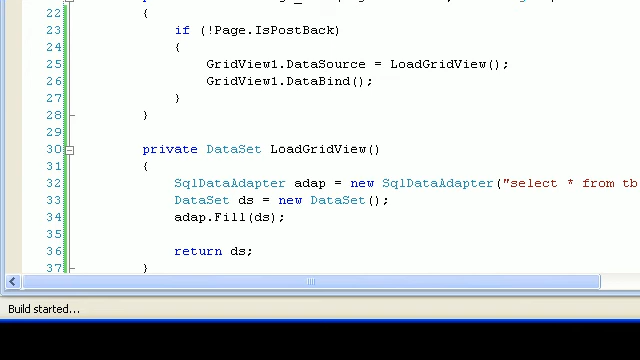 22 {
23 if (!Page.IsPostBack)
24 {
25 GridView1.DataSource = LoadGridView();
26 GridView1.DataBind();
27 }
28 }
29
30 private DataSet LoadGridView()
31 {
32 SqlDataAdapter adap = new SqlDataAdapter("select * from tb
33 DataSet ds = new DataSet();
34 adap.Fill(ds);
35
36 return ds;
37 }
Build started...